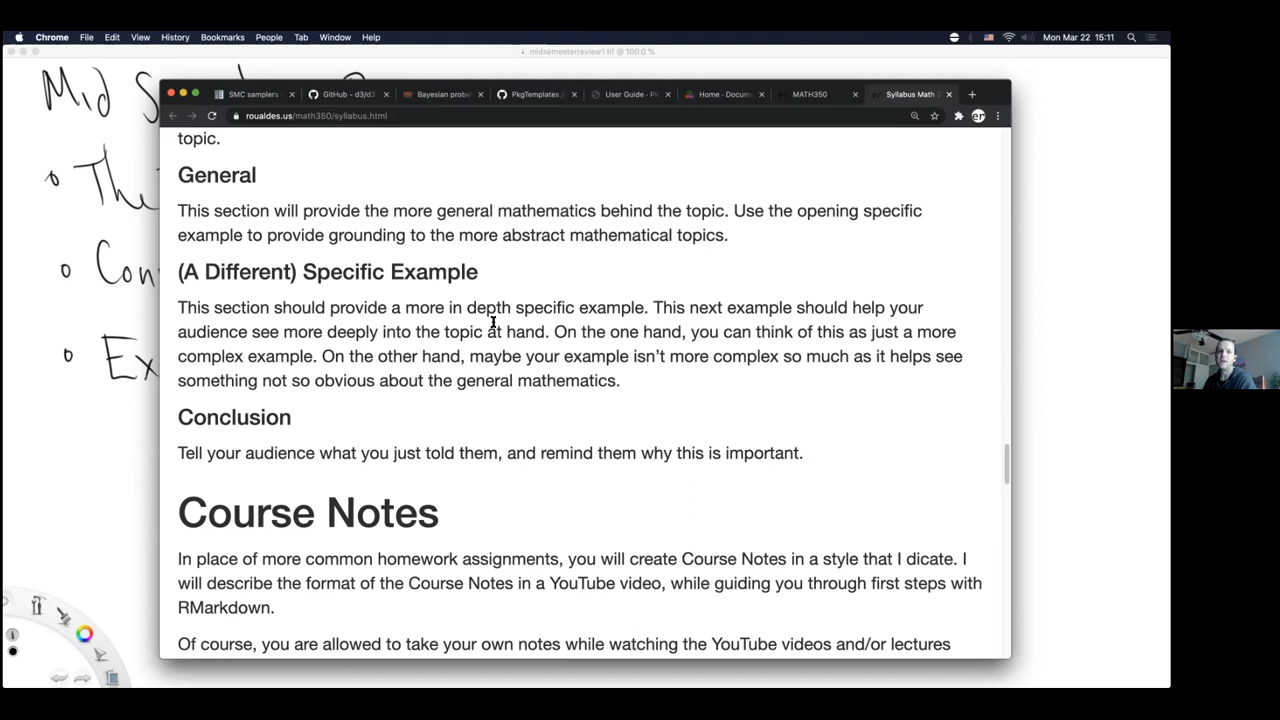 Chrome File Edit View History Bookmarks People Tab Window Help Mon Mar 22 15:11
midsemesterreview1.tif @ 100.0 %
Mid S
SMC samplers GitHub - d3/d3 Bayesian proba PkgTemplates.j User Guide · Pk Home · Docum MATH350 Syllabus Math
roualdes.us/math350/syllabus.html er
topic.
General
The
This section will provide the more general mathematics behind the topic. Use the opening specific
example to provide grounding to the more abstract mathematical topics.
(A Different) Specific Example
Con
This section should provide a more in depth specific example. This next example should help your
audience see more deeply into the topic at hand. On the one hand, you can think of this as just a more
complex example. On the other hand, maybe your example isn't more complex so much as it helps see
Ex
something not so obvious about the general mathematics.
Conclusion
Tell your audience what you just told them, and remind them why this is important.
Course Notes
In place of more common homework assignments, you will create Course Notes in a style that I dicate. I
will describe the format of the Course Notes in a YouTube video, while guiding you through first steps with
RMarkdown.
Of course, you are allowed to take your own notes while watching the YouTube videos and/or lectures